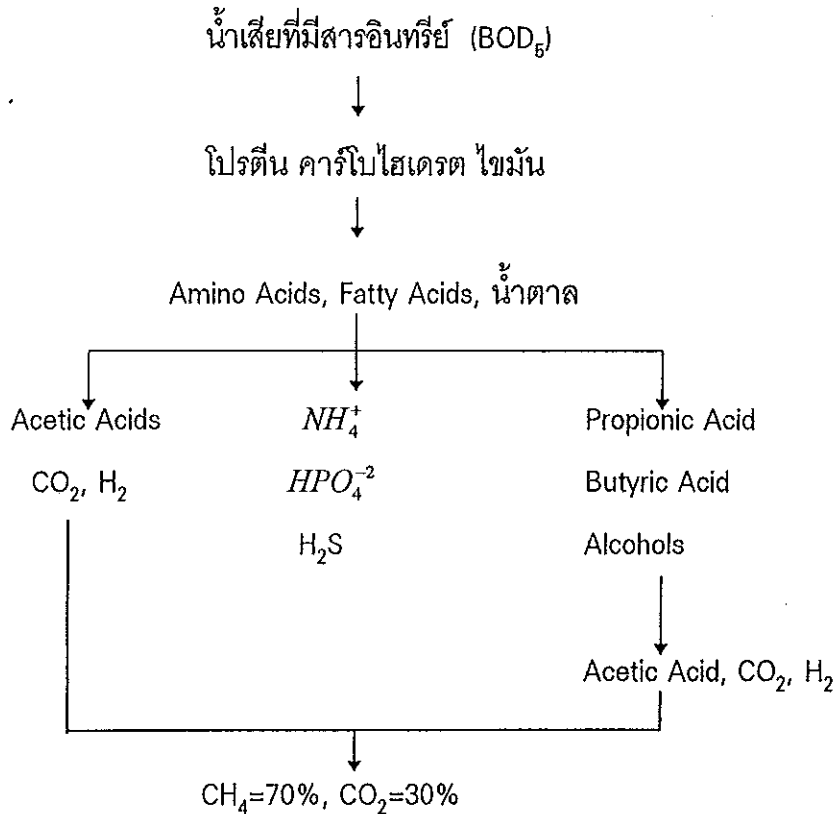 น้ำเสียที่มีสารอินทรีย์ (BOD₅)
โปรตีน คาร์โบไฮเดรต ไขมัน
Amino Acids, Fatty Acids, น้ำตาล
Acetic Acids NH₄⁺ Propionic Acid
CO₂, H₂ HPO₄⁻² Butyric Acid
H₂S Alcohols
Acetic Acid, CO₂, H₂
CH₄=70%, CO₂=30%